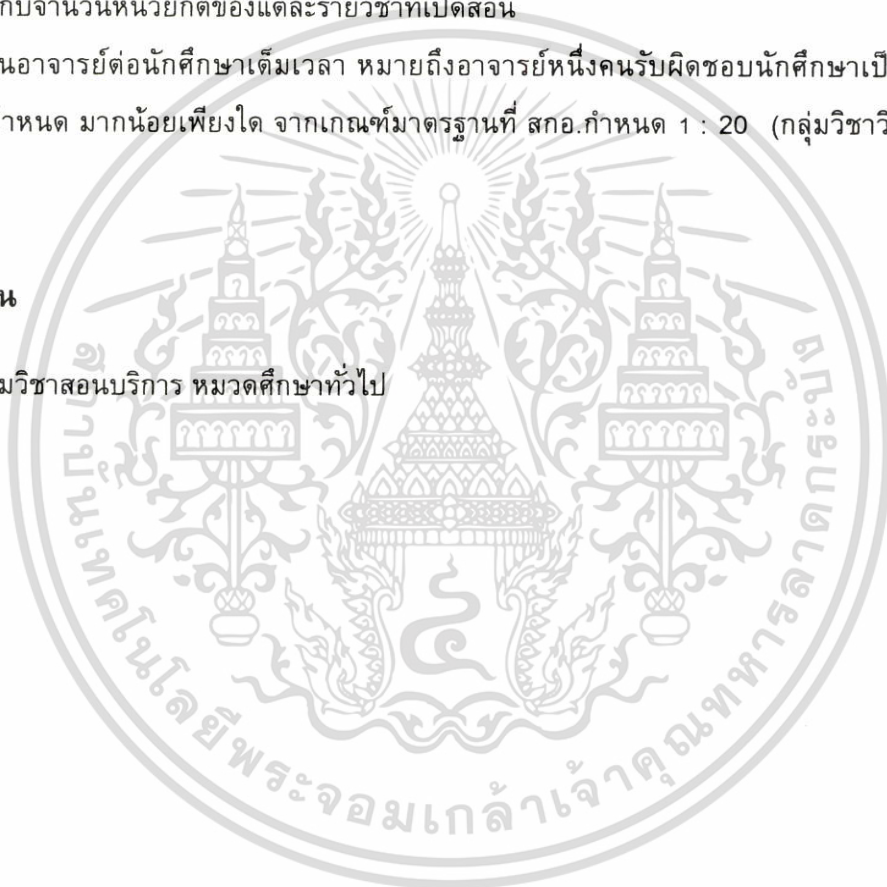 กับจำนวนหน่วยกิตของแต่ละรายวิชาที่เปิดสอน
นอาจารย์ต่อนักศึกษาเต็มเวลา หมายถึงอาจารย์หนึ่งคนรับผิดชอบนักศึกษาเป็
กำหนด มากน้อยเพียงใด จากเกณฑ์มาตรฐานที่ สกอ.กำหนด 1 : 20 (กลุ่มวิชาวิ
น
มวิชาสอนบริการ หมวดศึกษาทั่วไป
สถาบันเทคโนโลยีพระจอมเกล้าเจ้าคุณทหารลาดกระบัง